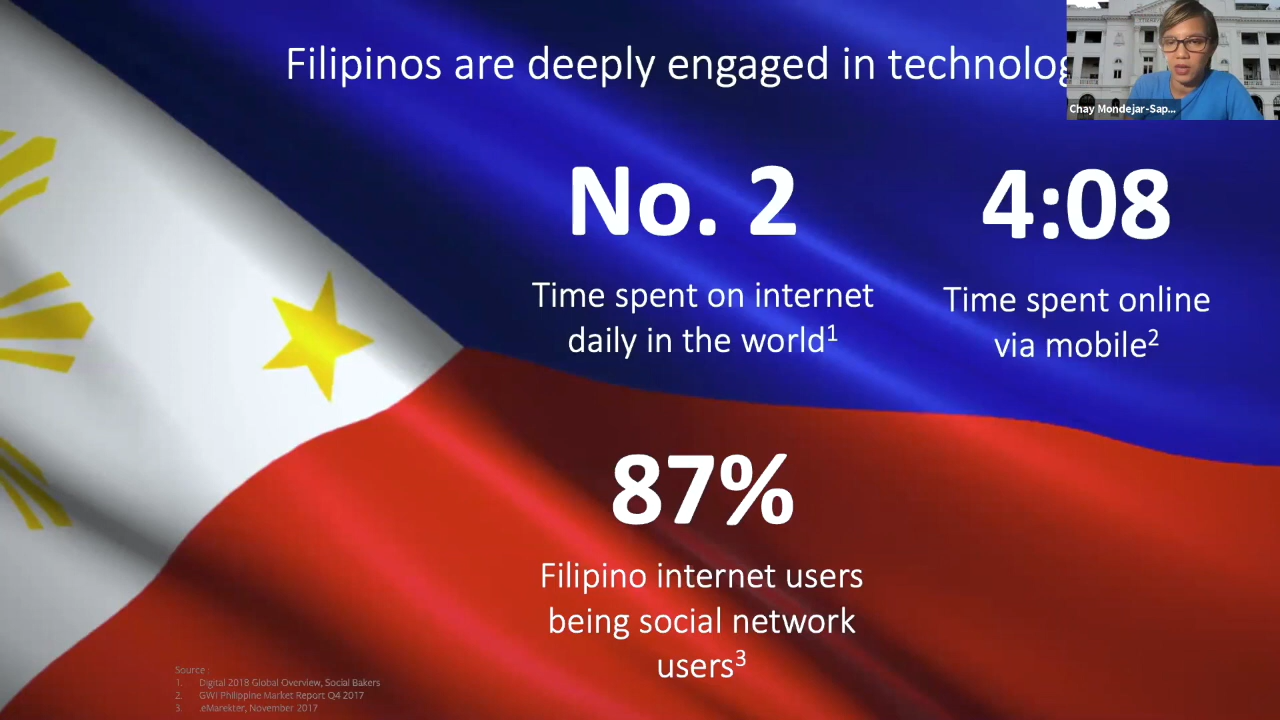 Filipinos are deeply engaged in technolog
Chay Mondejar-Sap...
No. 2
Time spent on internet
daily in the world1
4:08
Time spent online
via mobile2
87%
Filipino internet users
being social network
users3
Source :
1. Digital 2018 Global Overview, Social Bakers
2. GWI Philippine Market Report Q4 2017
3. .eMarekter, November 2017